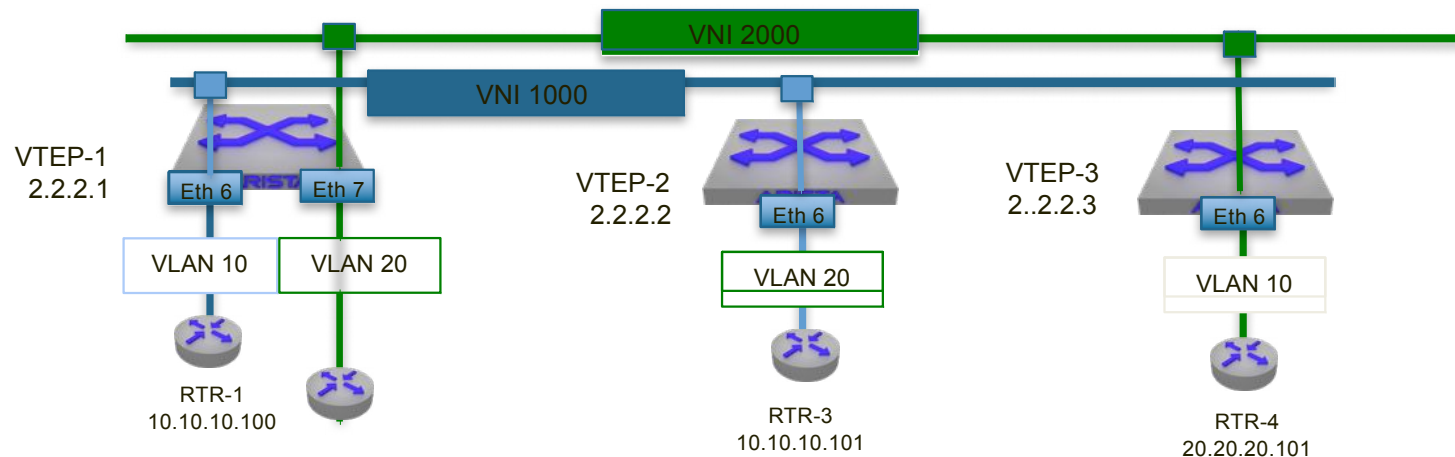 VNI 2000
VNI 1000
VTEP-1
2.2.2.1
Eth 6
RISTA
Eth 7
VTEP-2
2.2.2.2
Eth 6
VTEP-3
2..2.2.3
Eth 6
VLAN 10
VLAN 20
VLAN 20
VLAN 10
RTR-1
10.10.10.100
RTR-3
10.10.10.101
RTR-4
20.20.20.101